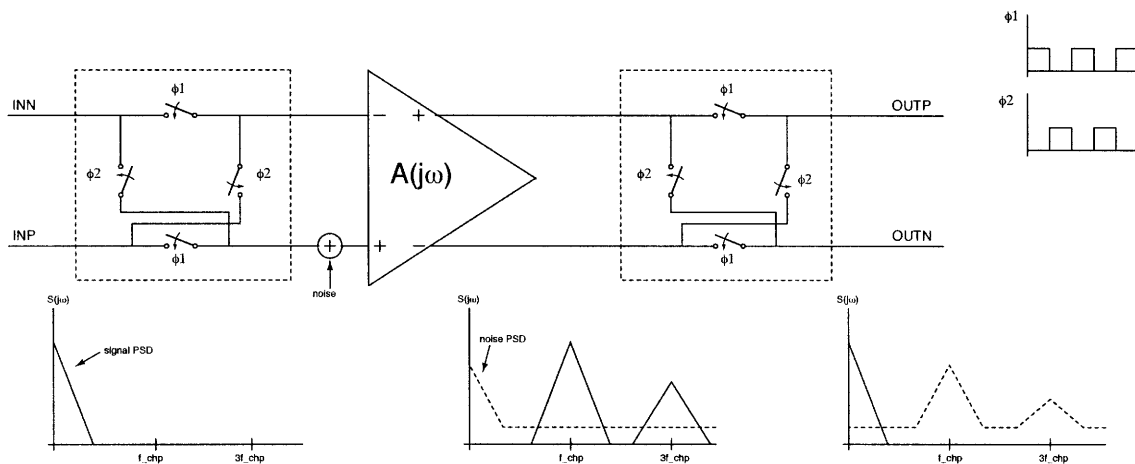 ϕ1
ϕ2
INN
INP
ϕ1
ϕ2
ϕ2
ϕ1
noise
A(jω)
− +
+ −
ϕ1
ϕ2
ϕ2
ϕ1
OUTP
OUTN
S(jω)
signal PSD
f_chp
3f_chp
S(jω)
noise PSD
f_chp
3f_chp
S(jω)
f_chp
3f_chp